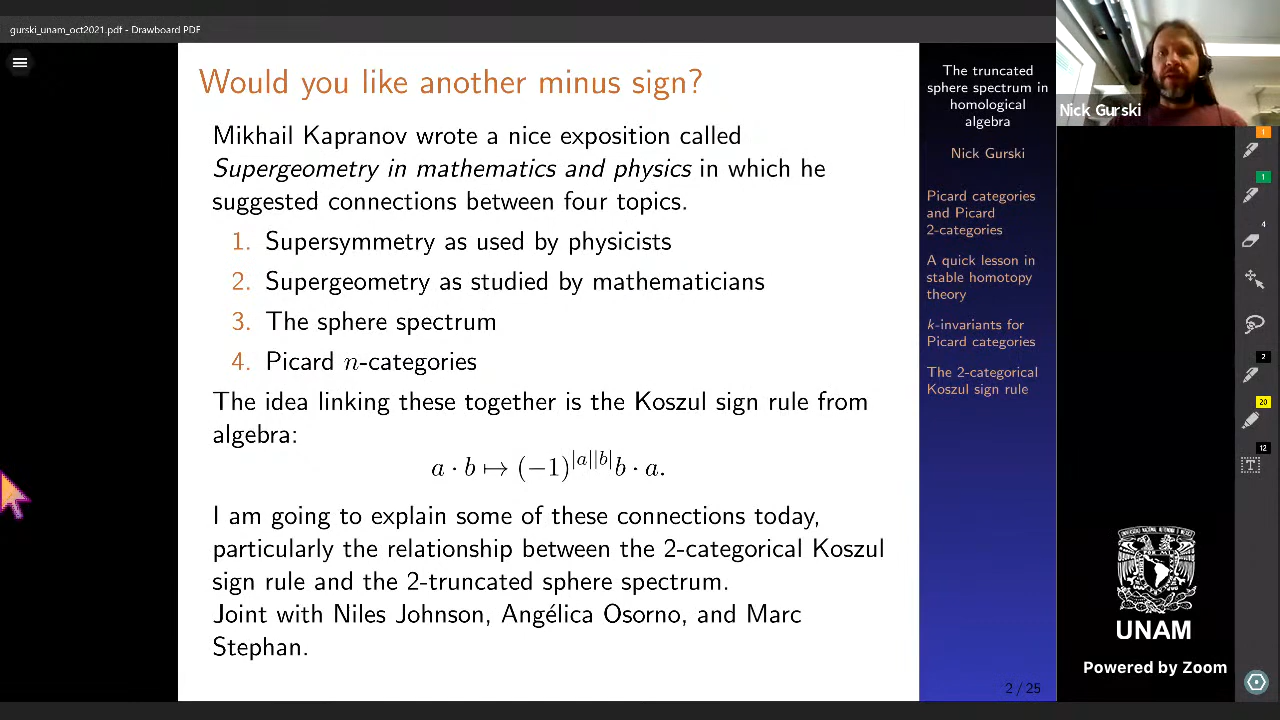 gurski_unam_oct2021.pdf - Drawboard PDF
Would you like another minus sign?
Mikhail Kapranov wrote a nice exposition called
Supergeometry in mathematics and physics in which he
suggested connections between four topics.
1. Supersymmetry as used by physicists
2. Supergeometry as studied by mathematicians
3. The sphere spectrum
4. Picard n-categories
The idea linking these together is the Koszul sign rule from
algebra:
a · b ↦ (−1)^{|a||b|} b · a.
I am going to explain some of these connections today,
particularly the relationship between the 2-categorical Koszul
sign rule and the 2-truncated sphere spectrum.
Joint with Niles Johnson, Angélica Osorno, and Marc
Stephan.
The truncated
sphere spectrum in
homological
algebra
Nick Gurski
Picard categories
and Picard
2-categories
A quick lesson in
stable homotopy
theory
k-invariants for
Picard categories
The 2-categorical
Koszul sign rule
2 / 25
Nick Gurski
1
1
4
2
20
12
T
UNAM
Powered by Zoom